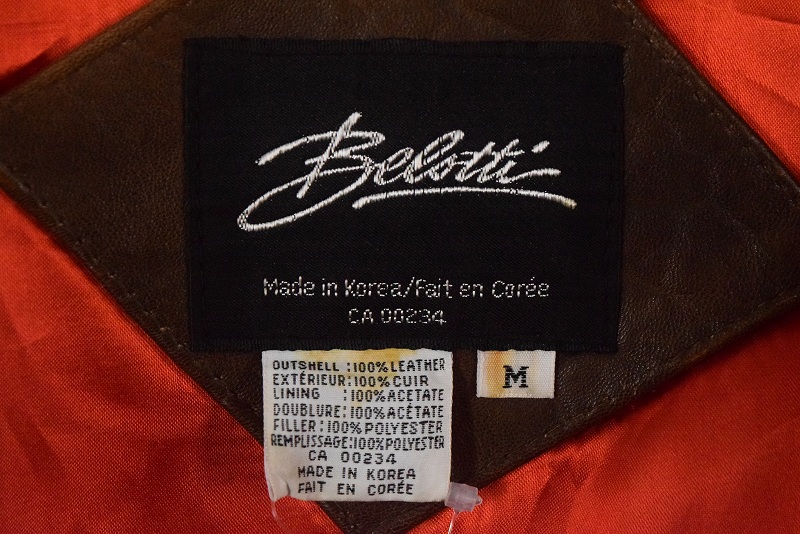 Belotti
Made in Korea/Fait en Corée
CA 00234
OUTSHELL :100% LEATHER
EXTÉRIEUR:100% CUIR
LINING :100% ACETATE
DOUBLURE:100% ACÉTATE
FILLER:100% POLYESTER
REMPLISSAGE:100%POLYESTER
CA 00234
MADE IN KOREA
FAIT EN CORÉE
M